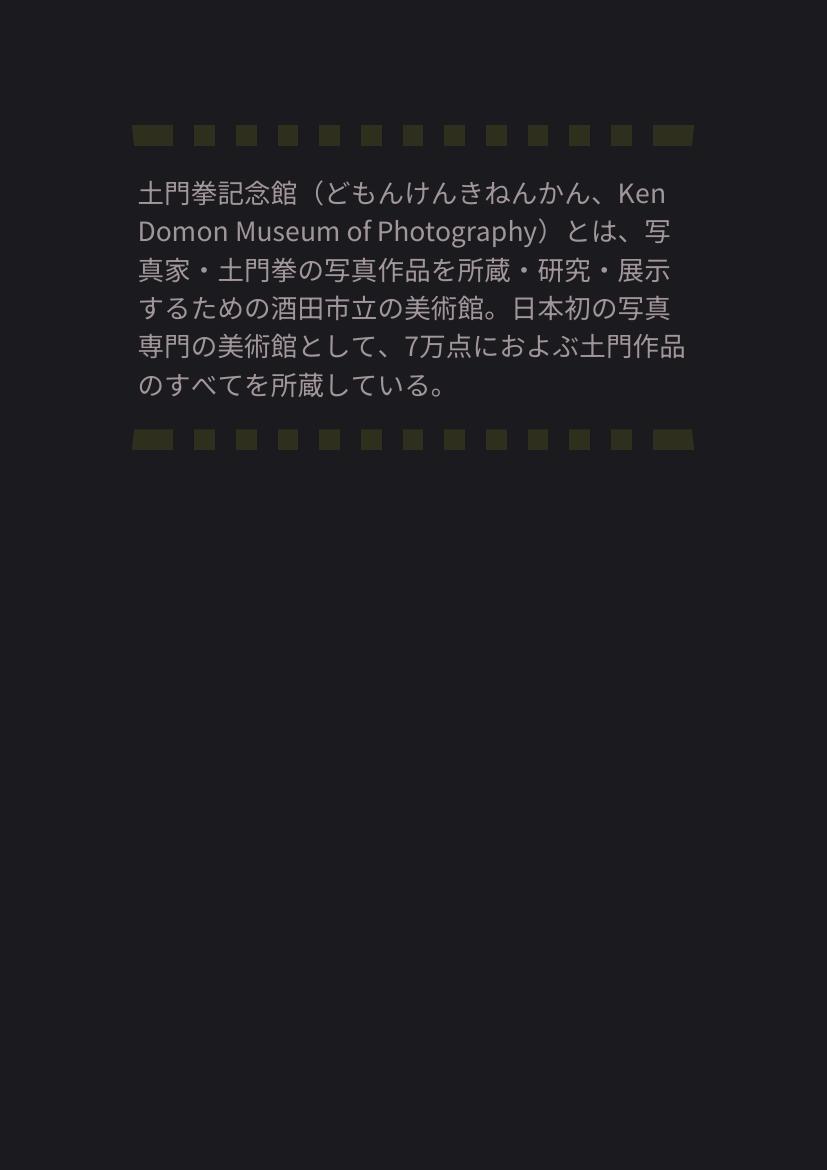 土門拳記念館（どもんけんきねんかん、Ken
Domon Museum of Photography）とは、写
真家・土門拳の写真作品を所蔵・研究・展示
するための酒田市立の美術館。日本初の写真
専門の美術館として、7万点におよぶ土門作品
のすべてを所蔵している。